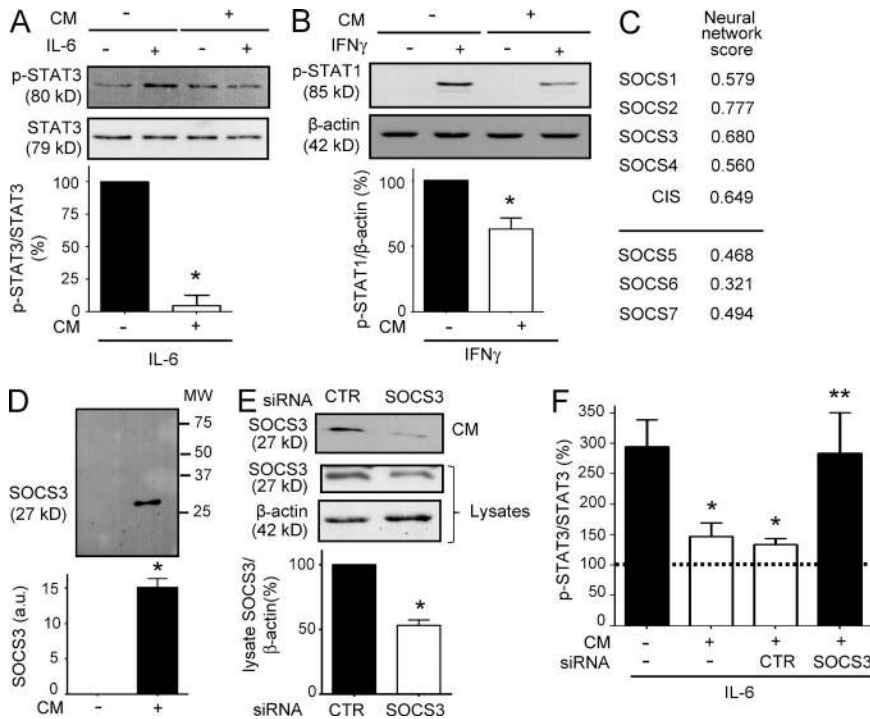 A
CM - +
IL-6 - + - +
p-STAT3
(80 kD)
STAT3
(79 kD)
p-STAT3/STAT3
(%)
100
75
50
25
0
*
CM - +
IL-6
B
CM - +
IFNγ - + - +
p-STAT1
(85 kD)
β-actin
(42 kD)
p-STAT1/β-actin (%)
100
50
0
*
CM - +
IFNγ
C
Neural
network
score
SOCS1 0.579
SOCS2 0.777
SOCS3 0.680
SOCS4 0.560
CIS 0.649
SOCS5 0.468
SOCS6 0.321
SOCS7 0.494
D
MW
75
50
37
25
SOCS3
(27 kD)
SOCS3 (a.u.)
15
10
5
0
*
CM - +
E
siRNA CTR SOCS3
SOCS3
(27 kD)
CM
SOCS3
(27 kD)
β-actin
(42 kD)
Lysates
lysate SOCS3/
β-actin(%)
100
50
0
*
siRNA CTR SOCS3
F
p-STAT3/STAT3 (%)
350
300
250
200
150
100
50
0
* * **
CM - + + +
siRNA - - CTR SOCS3
IL-6